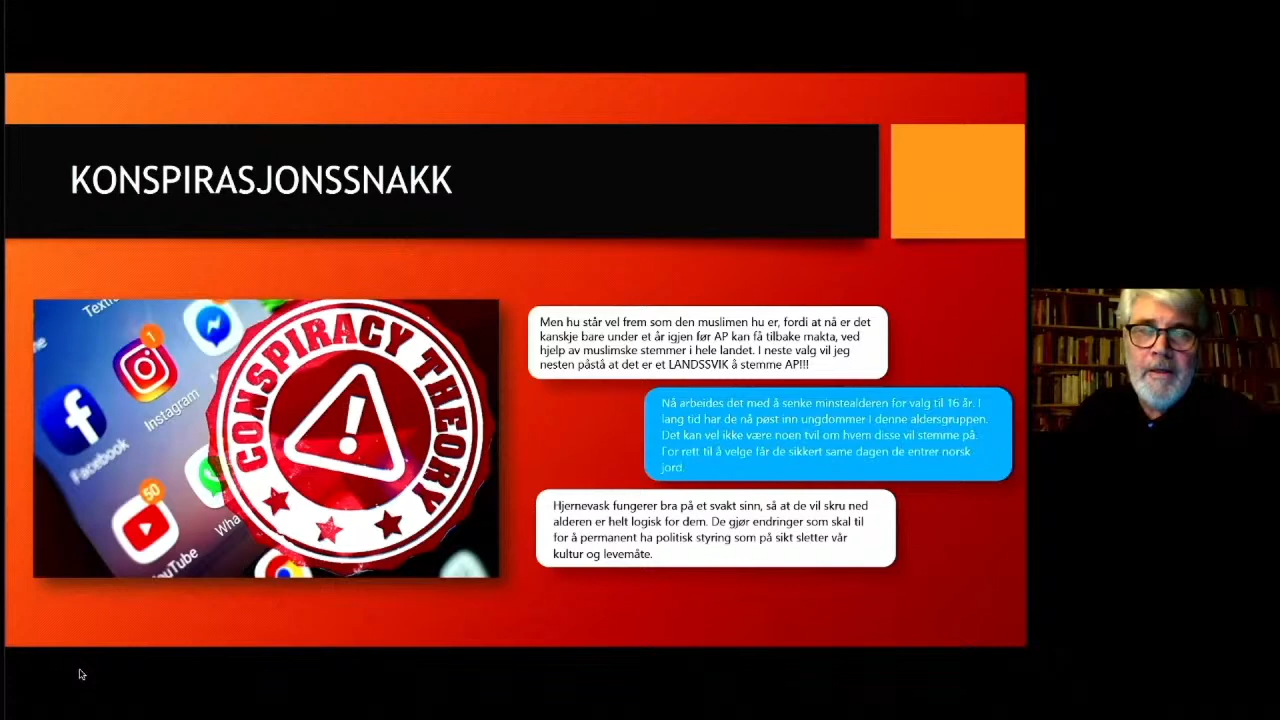 KONSPIRASJONSSNAKK
Instagram
Facebook
Wha
CONSPIRACY THEORY
1
50
Men hu står vel frem som den muslimen hu er, fordi at nå er det
kanskje bare under et år igjen før AP kan få tilbake makta, ved
hjelp av muslimske stemmer i hele landet. I neste valg vil jeg
nesten påstå at det er et LANDSSVIK å stemme AP!!!
Nå arbeides det med å senke minstealderen for valg til 16 år. I
lang tid har de nå pøst inn ungdommer I denne aldersgruppen.
Det kan vel ikke være noen tvil om hvem disse vil stemme på.
For rett til å velge får de sikkert same dagen de entrer norsk
jord.
Hjernevask fungerer bra på et svakt sinn, så at de vil skru ned
alderen er helt logisk for dem. De gjør endringer som skal til
for å permanent ha politisk styring som på sikt sletter vår
kultur og levemåte.